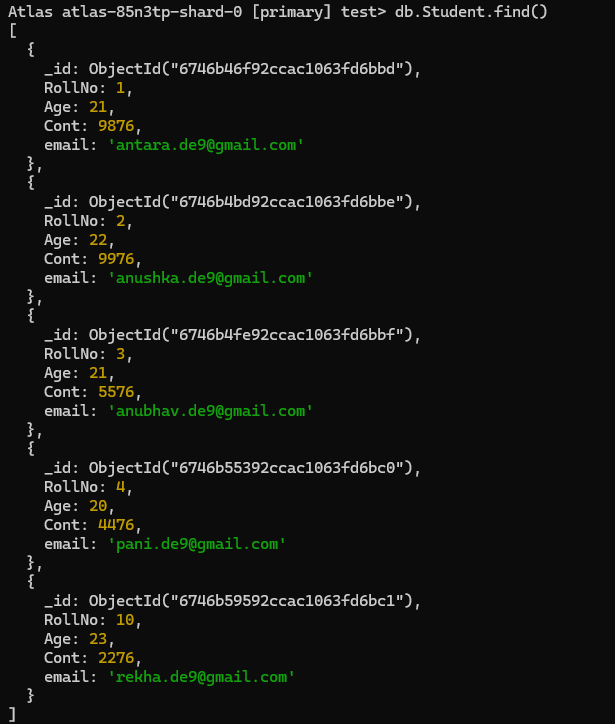 Atlas atlas-85n3tp-shard-0 [primary] test> db.Student.find()
[
  {
    _id: ObjectId("6746b46f92ccac1063fd6bbd"),
    RollNo: 1,
    Age: 21,
    Cont: 9876,
    email: 'antara.de9@gmail.com'
  },
  {
    _id: ObjectId("6746b4bd92ccac1063fd6bbe"),
    RollNo: 2,
    Age: 22,
    Cont: 9976,
    email: 'anushka.de9@gmail.com'
  },
  {
    _id: ObjectId("6746b4fe92ccac1063fd6bbf"),
    RollNo: 3,
    Age: 21,
    Cont: 5576,
    email: 'anubhav.de9@gmail.com'
  },
  {
    _id: ObjectId("6746b55392ccac1063fd6bc0"),
    RollNo: 4,
    Age: 20,
    Cont: 4476,
    email: 'pani.de9@gmail.com'
  },
  {
    _id: ObjectId("6746b59592ccac1063fd6bc1"),
    RollNo: 10,
    Age: 23,
    Cont: 2276,
    email: 'rekha.de9@gmail.com'
  }
]